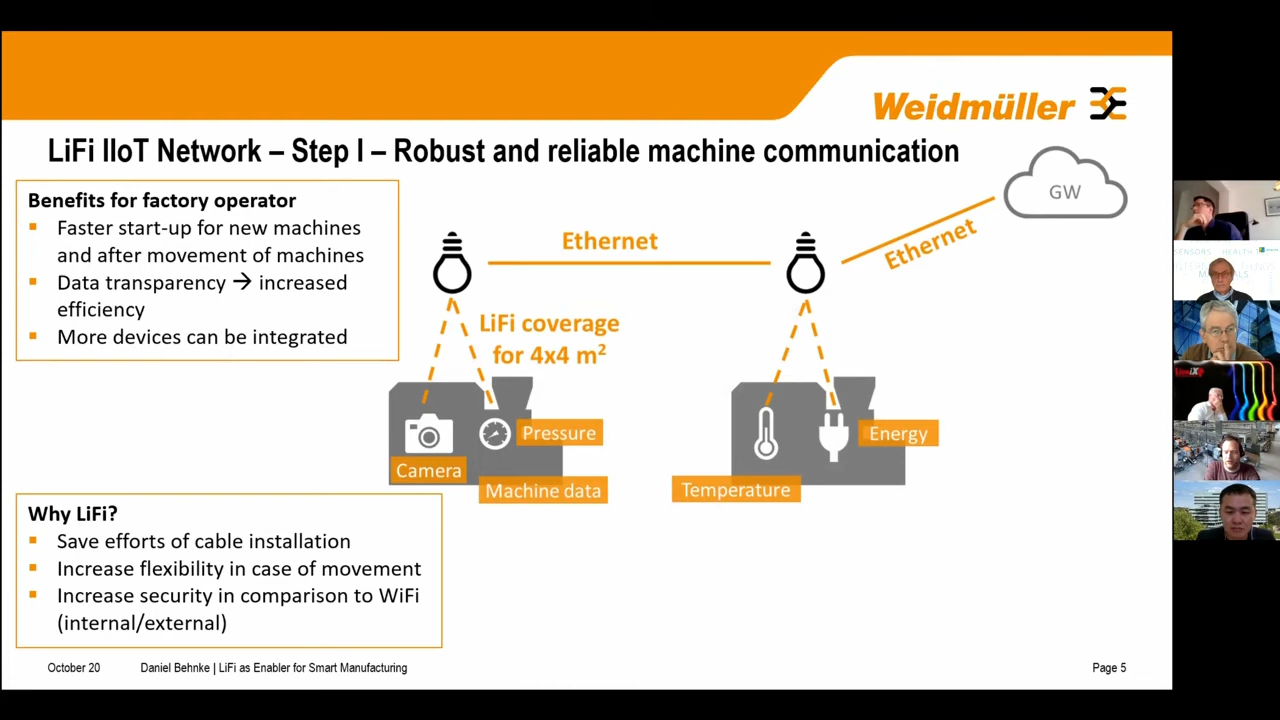 Weidmüller
LiFi IIoT Network – Step I – Robust and reliable machine communication
GW
Benefits for factory operator
▪ Faster start-up for new machines
and after movement of machines
▪ Data transparency → increased
efficiency
▪ More devices can be integrated
Ethernet
Ethernet
LiFi coverage
for 4x4 m²
Camera
Pressure
Machine data
Temperature
Energy
Why LiFi?
▪ Save efforts of cable installation
▪ Increase flexibility in case of movement
▪ Increase security in comparison to WiFi
(internal/external)
October 20
Daniel Behnke | LiFi as Enabler for Smart Manufacturing
Page 5